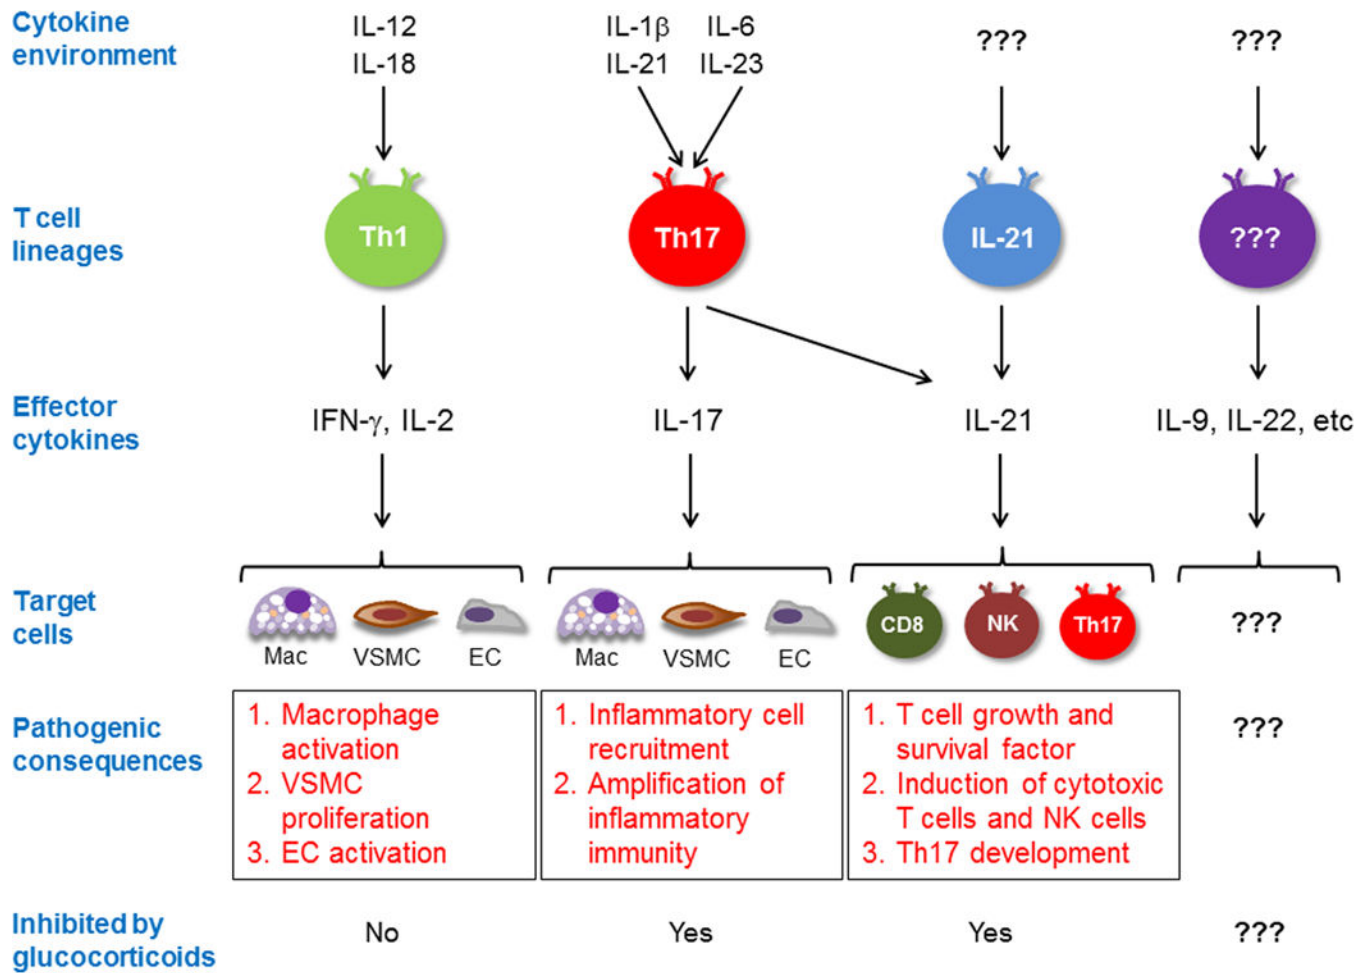 Cytokine
environment
IL-12
IL-18
IL-1β IL-6
IL-21 IL-23
???
???
T cell
lineages
Th1
Th17
IL-21
???
Effector
cytokines
IFN-γ, IL-2
IL-17
IL-21
IL-9, IL-22, etc
Target
cells
Mac
VSMC
EC
Mac
VSMC
EC
CD8
NK
Th17
???
Pathogenic
consequences
1. Macrophage
activation
2. VSMC
proliferation
3. EC activation
1. Inflammatory cell
recruitment
2. Amplification of
inflammatory
immunity
1. T cell growth and
survival factor
2. Induction of cytotoxic
T cells and NK cells
3. Th17 development
???
Inhibited by
glucocorticoids
No
Yes
Yes
???